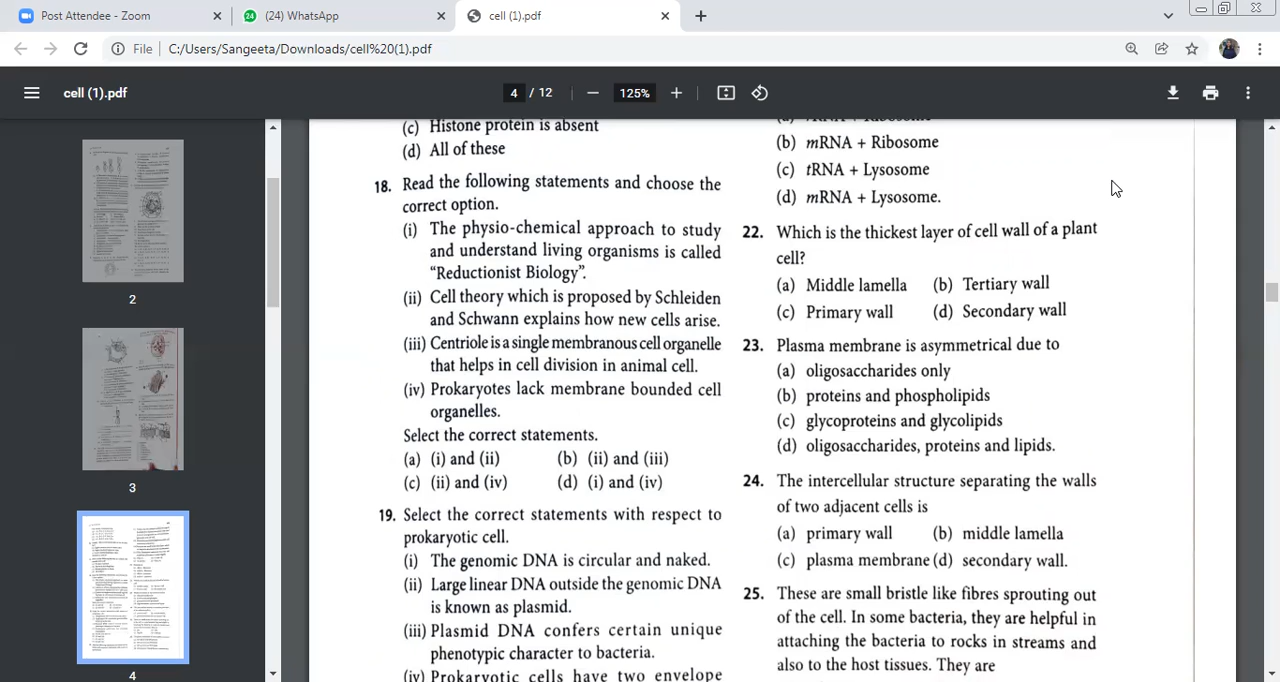 Post Attendee - Zoom
(24) WhatsApp
cell (1).pdf
File
C:/Users/Sangeeta/Downloads/cell%20(1).pdf
cell (1).pdf
4 / 12
125%
2
3
4
(c) Histone protein is absent
(d) All of these
18. Read the following statements and choose the
correct option.
(i) The physic-chemical approach to study
and understand living organisms is called
“Reductionist Biology”.
(ii) Cell theory which is proposed by Schleiden
and Schwann explains how new cells arise.
(iii) Centriole is a single membranous cell organelle
that helps in cell division in animal cell.
(iv) Prokaryotes lack membrane bounded cell
organelles.
Select the correct statements.
(a) (i) and (ii) (b) (ii) and (iii)
(c) (ii) and (iv) (d) (i) and (iv)
19. Select the correct statements with respect to
cell.
circular and naked.
DNA outside the genomic DNA
is known as
DNA certain unique
phenotypic character to bacteria.
(iv) Prokaryotic cells have two envelope
(b) mRNA + Ribosome
(c) tRNA + Lysosome
(d) mRNA + Lysosome.
22. Which is the thickest layer of cell wall of a plant
cell?
(a) Middle lamella (b) Tertiary wall
(c) Primary wall (d) Secondary wall
23. Plasma membrane is asymmetrical due to
(a) oligosaccharides only
(b) proteins and phospholipids
(c) glycoproteins and glycolipids
(d) oligosaccharides, proteins and lipids.
24. The intercellular structure separating the walls
of two adjacent cells is
(a) primary wall (b) middle lamella
(c) plasma membrane (d) secondary wall.
25. These are small bristle like fibres sprouting out
of the cell. In some bacteria, they are helpful in
attaching the bacteria to rocks in streams and
also to the host tissues. They are